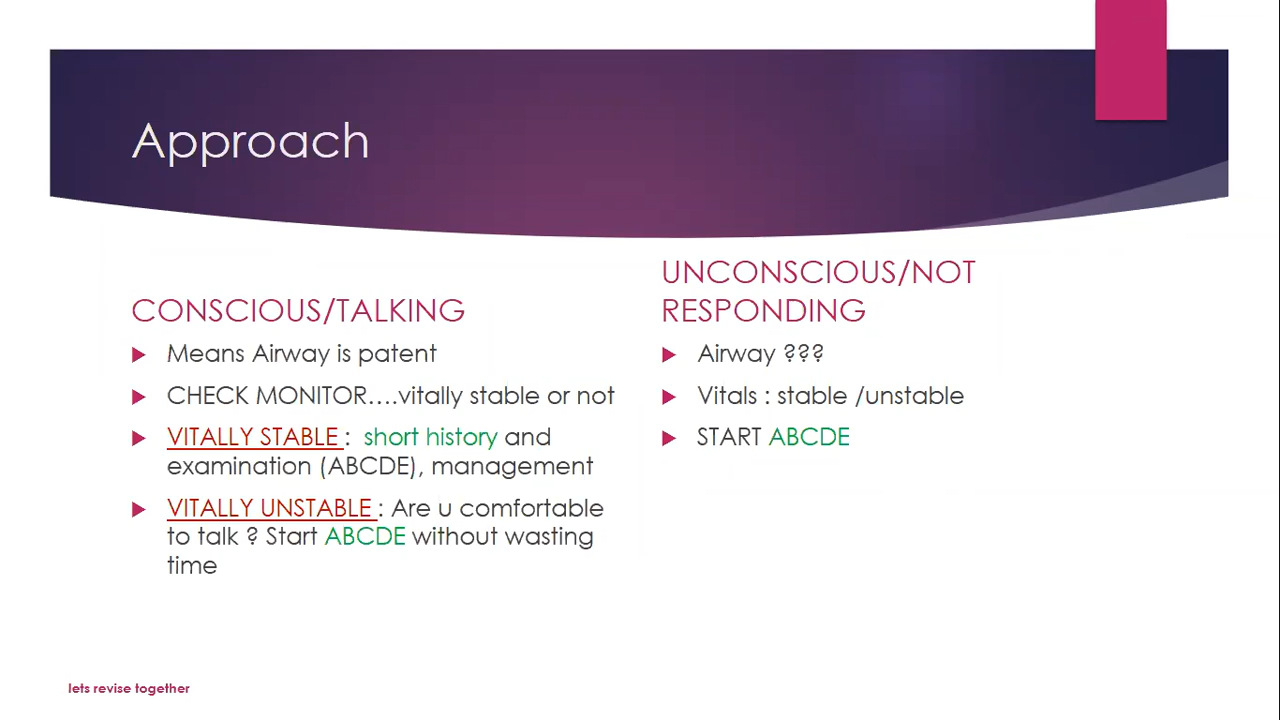 Approach
CONSCIOUS/TALKING
Means Airway is patent
CHECK MONITOR....vitally stable or not
VITALLY STABLE : short history and
examination (ABCDE), management
VITALLY UNSTABLE : Are u comfortable
to talk ? Start ABCDE without wasting
time
UNCONSCIOUS/NOT
RESPONDING
Airway ???
Vitals : stable /unstable
START ABCDE
lets revise together